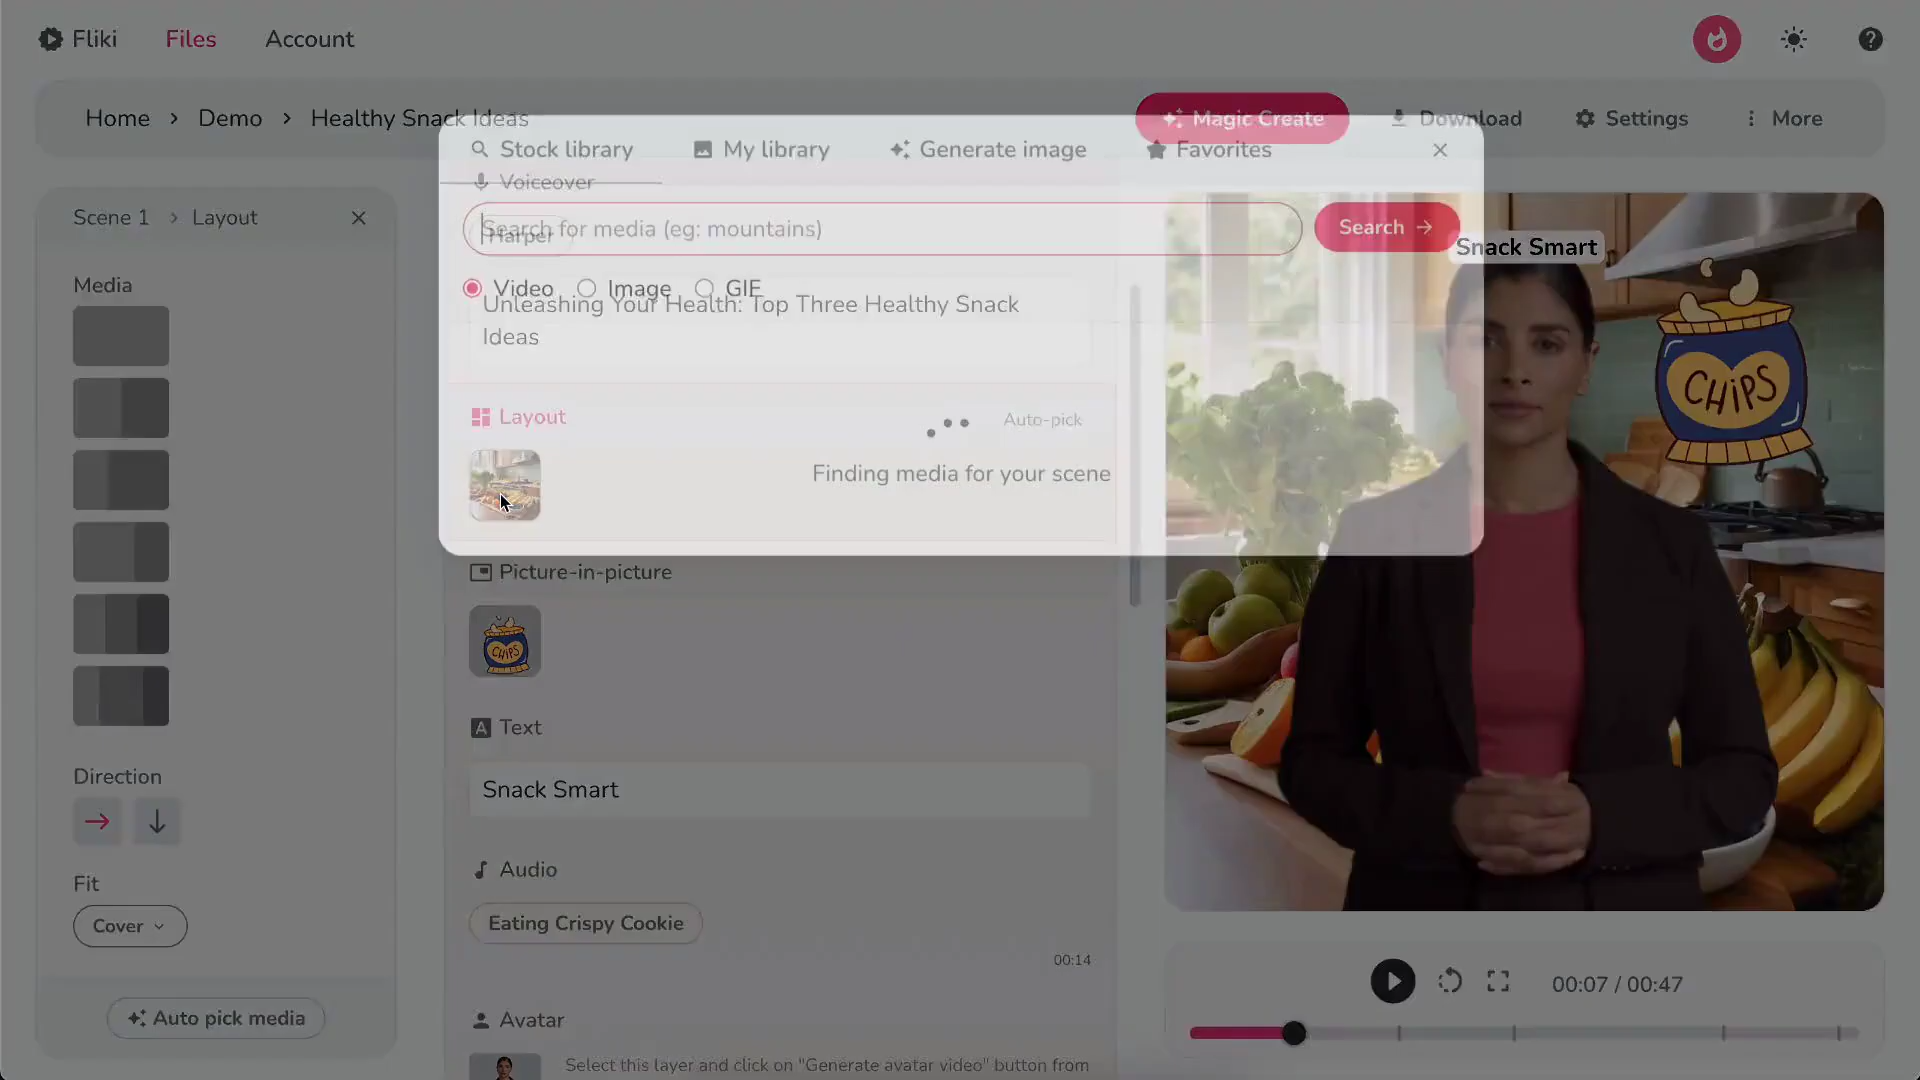 Fliki
Files
Account
Home > Demo > Healthy Snack Ideas
Magic Create
Download
Settings
More
Stock library
My library
Generate image
Favorites
Voiceover
Search for media (eg: mountains)
Harper
Search
Video
Image
GIF
Unleashing Your Health: Top Three Healthy Snack
Ideas
Layout
Auto-pick
Finding media for your scene
Scene 1 > Layout
Media
Direction
Fit
Cover
Auto pick media
Picture-in-picture
CHIPS
Text
Snack Smart
Audio
Eating Crispy Cookie
00:14
Avatar
Select this layer and click on "Generate avatar video" button from
Snack Smart
CHIPS
00:07 / 00:47